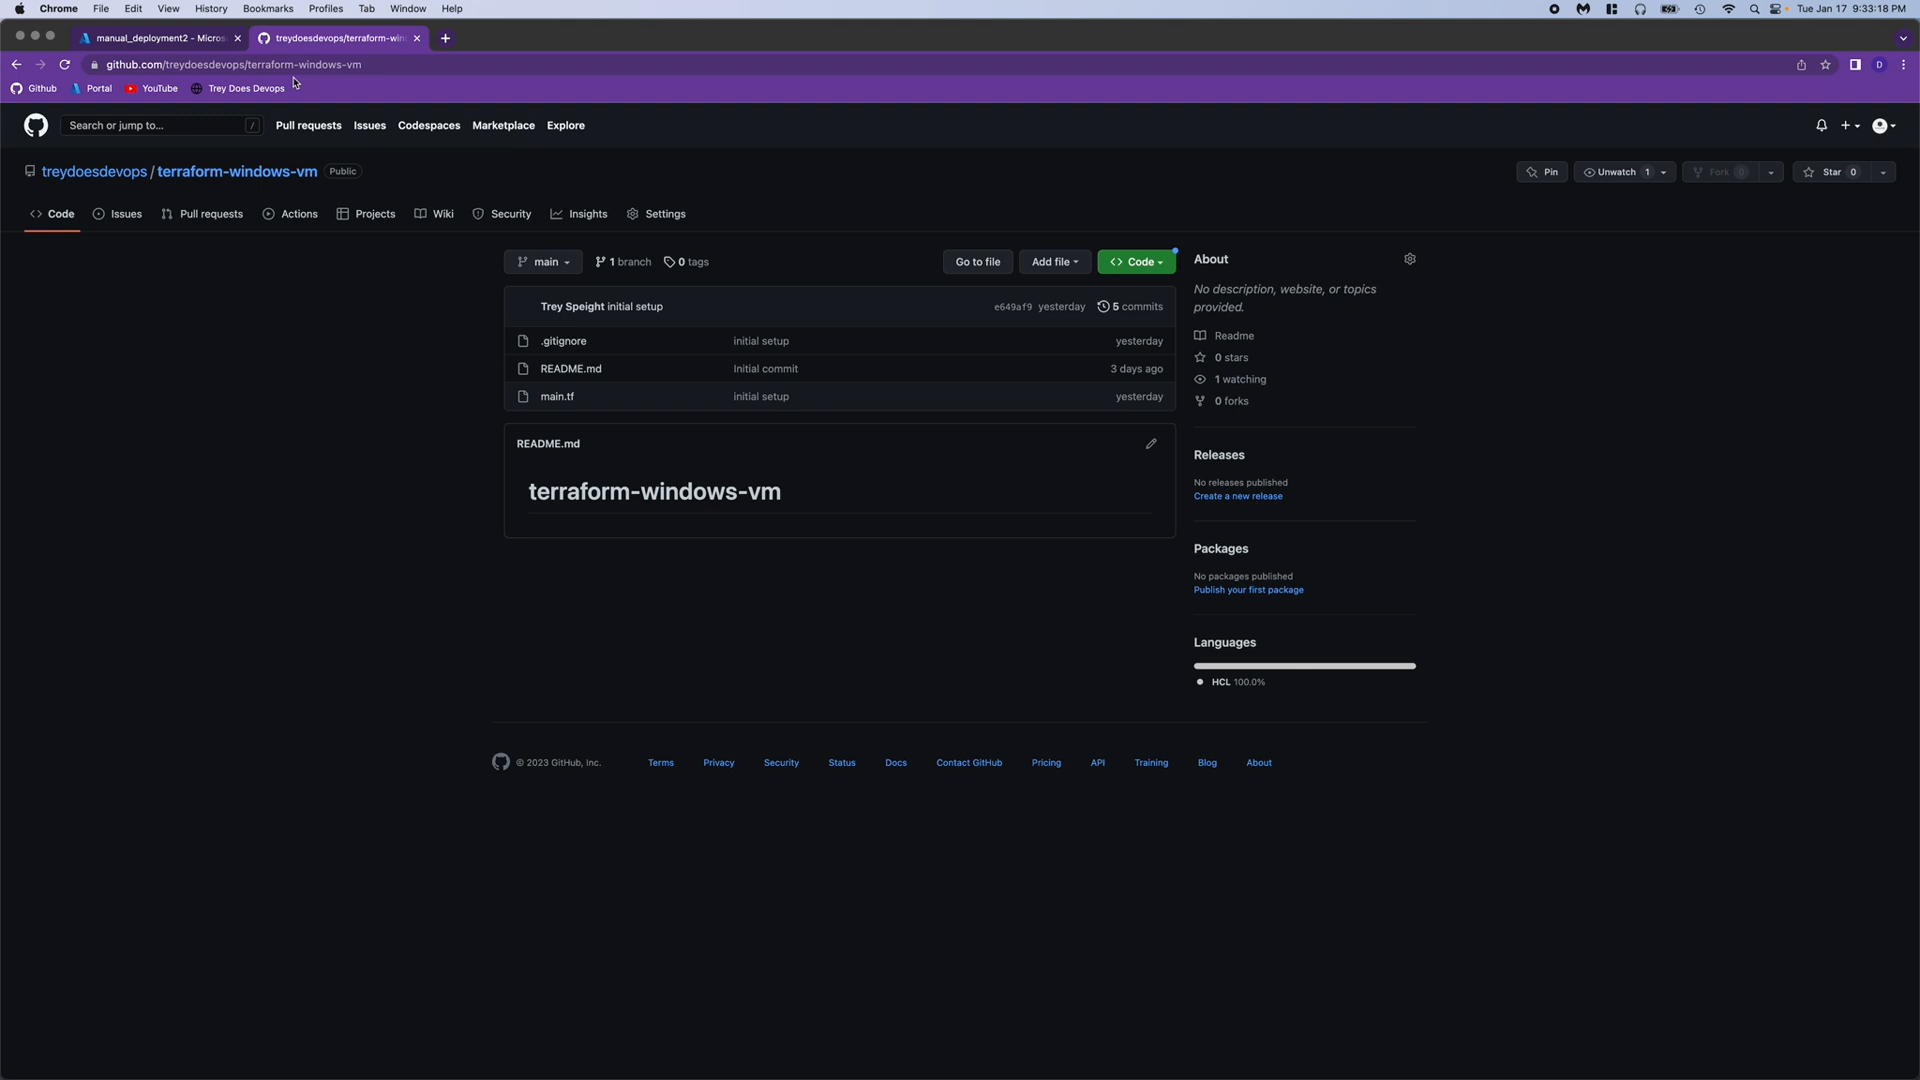 Chrome File Edit View History Bookmarks Profiles Tab Window Help Tue Jan 17 9:33:18 PM
manual_deployment2 - Micros treydoesdevops/terraform-win
github.com/treydoesdevops/terraform-windows-vm D
Github Portal YouTube Trey Does Devops
Search or jump to... / Pull requests Issues Codespaces Marketplace Explore
treydoesdevops / terraform-windows-vm Public Pin Unwatch 1 Fork 0 Star 0
Code Issues Pull requests Actions Projects Wiki Security Insights Settings
main 1 branch 0 tags Go to file Add file Code
Trey Speight initial setup e649af9 yesterday 5 commits
.gitignore initial setup yesterday
README.md Initial commit 3 days ago
main.tf initial setup yesterday
README.md
terraform-windows-vm
About
No description, website, or topics
provided.
Readme
0 stars
1 watching
0 forks
Releases
No releases published
Create a new release
Packages
No packages published
Publish your first package
Languages
HCL 100.0%
© 2023 GitHub, Inc. Terms Privacy Security Status Docs Contact GitHub Pricing API Training Blog About